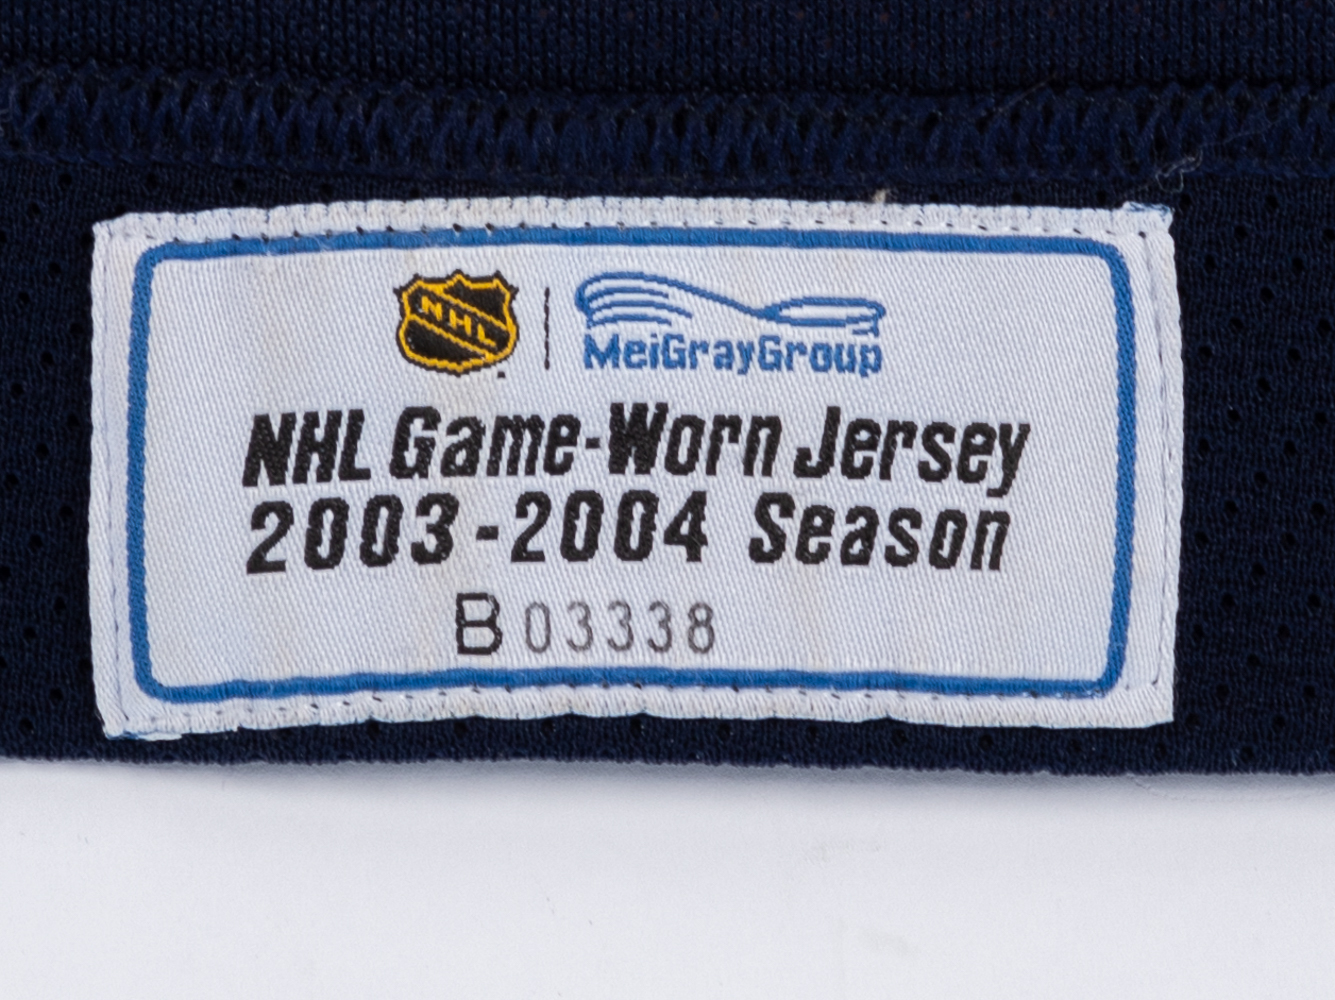 NHL MeiGrayGroup
NHL Game-Worn Jersey
2003-2004 Season
B03338